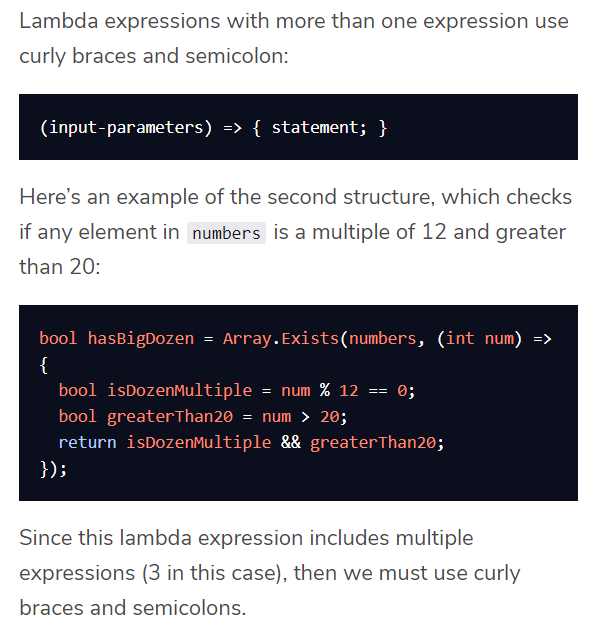 Lambda expressions with more than one expression use
curly braces and semicolon:
(input-parameters) => { statement; }
Here’s an example of the second structure, which checks
if any element in numbers is a multiple of 12 and greater
than 20:
bool hasBigDozen = Array.Exists(numbers, (int num) =>
{
  bool isDozenMultiple = num % 12 == 0;
  bool greaterThan20 = num > 20;
  return isDozenMultiple && greaterThan20;
});
Since this lambda expression includes multiple
expressions (3 in this case), then we must use curly
braces and semicolons.